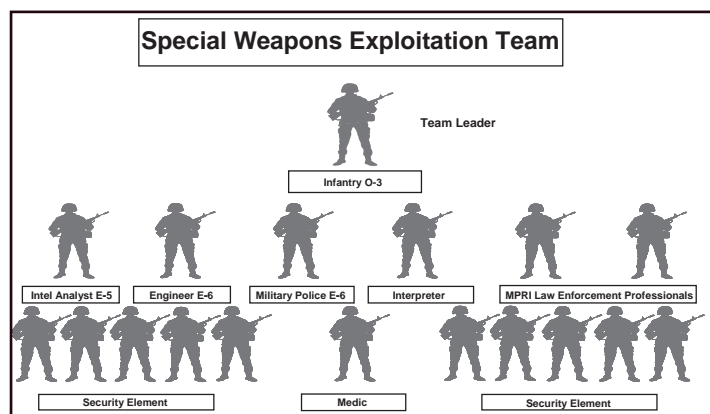 Special Weapons Exploitation Team
Team Leader
Infantry O-3
Intel Analyst E-5
Engineer E-6
Military Police E-6
Interpreter
MPRI Law Enforcement Professionals
Security Element
Medic
Security Element